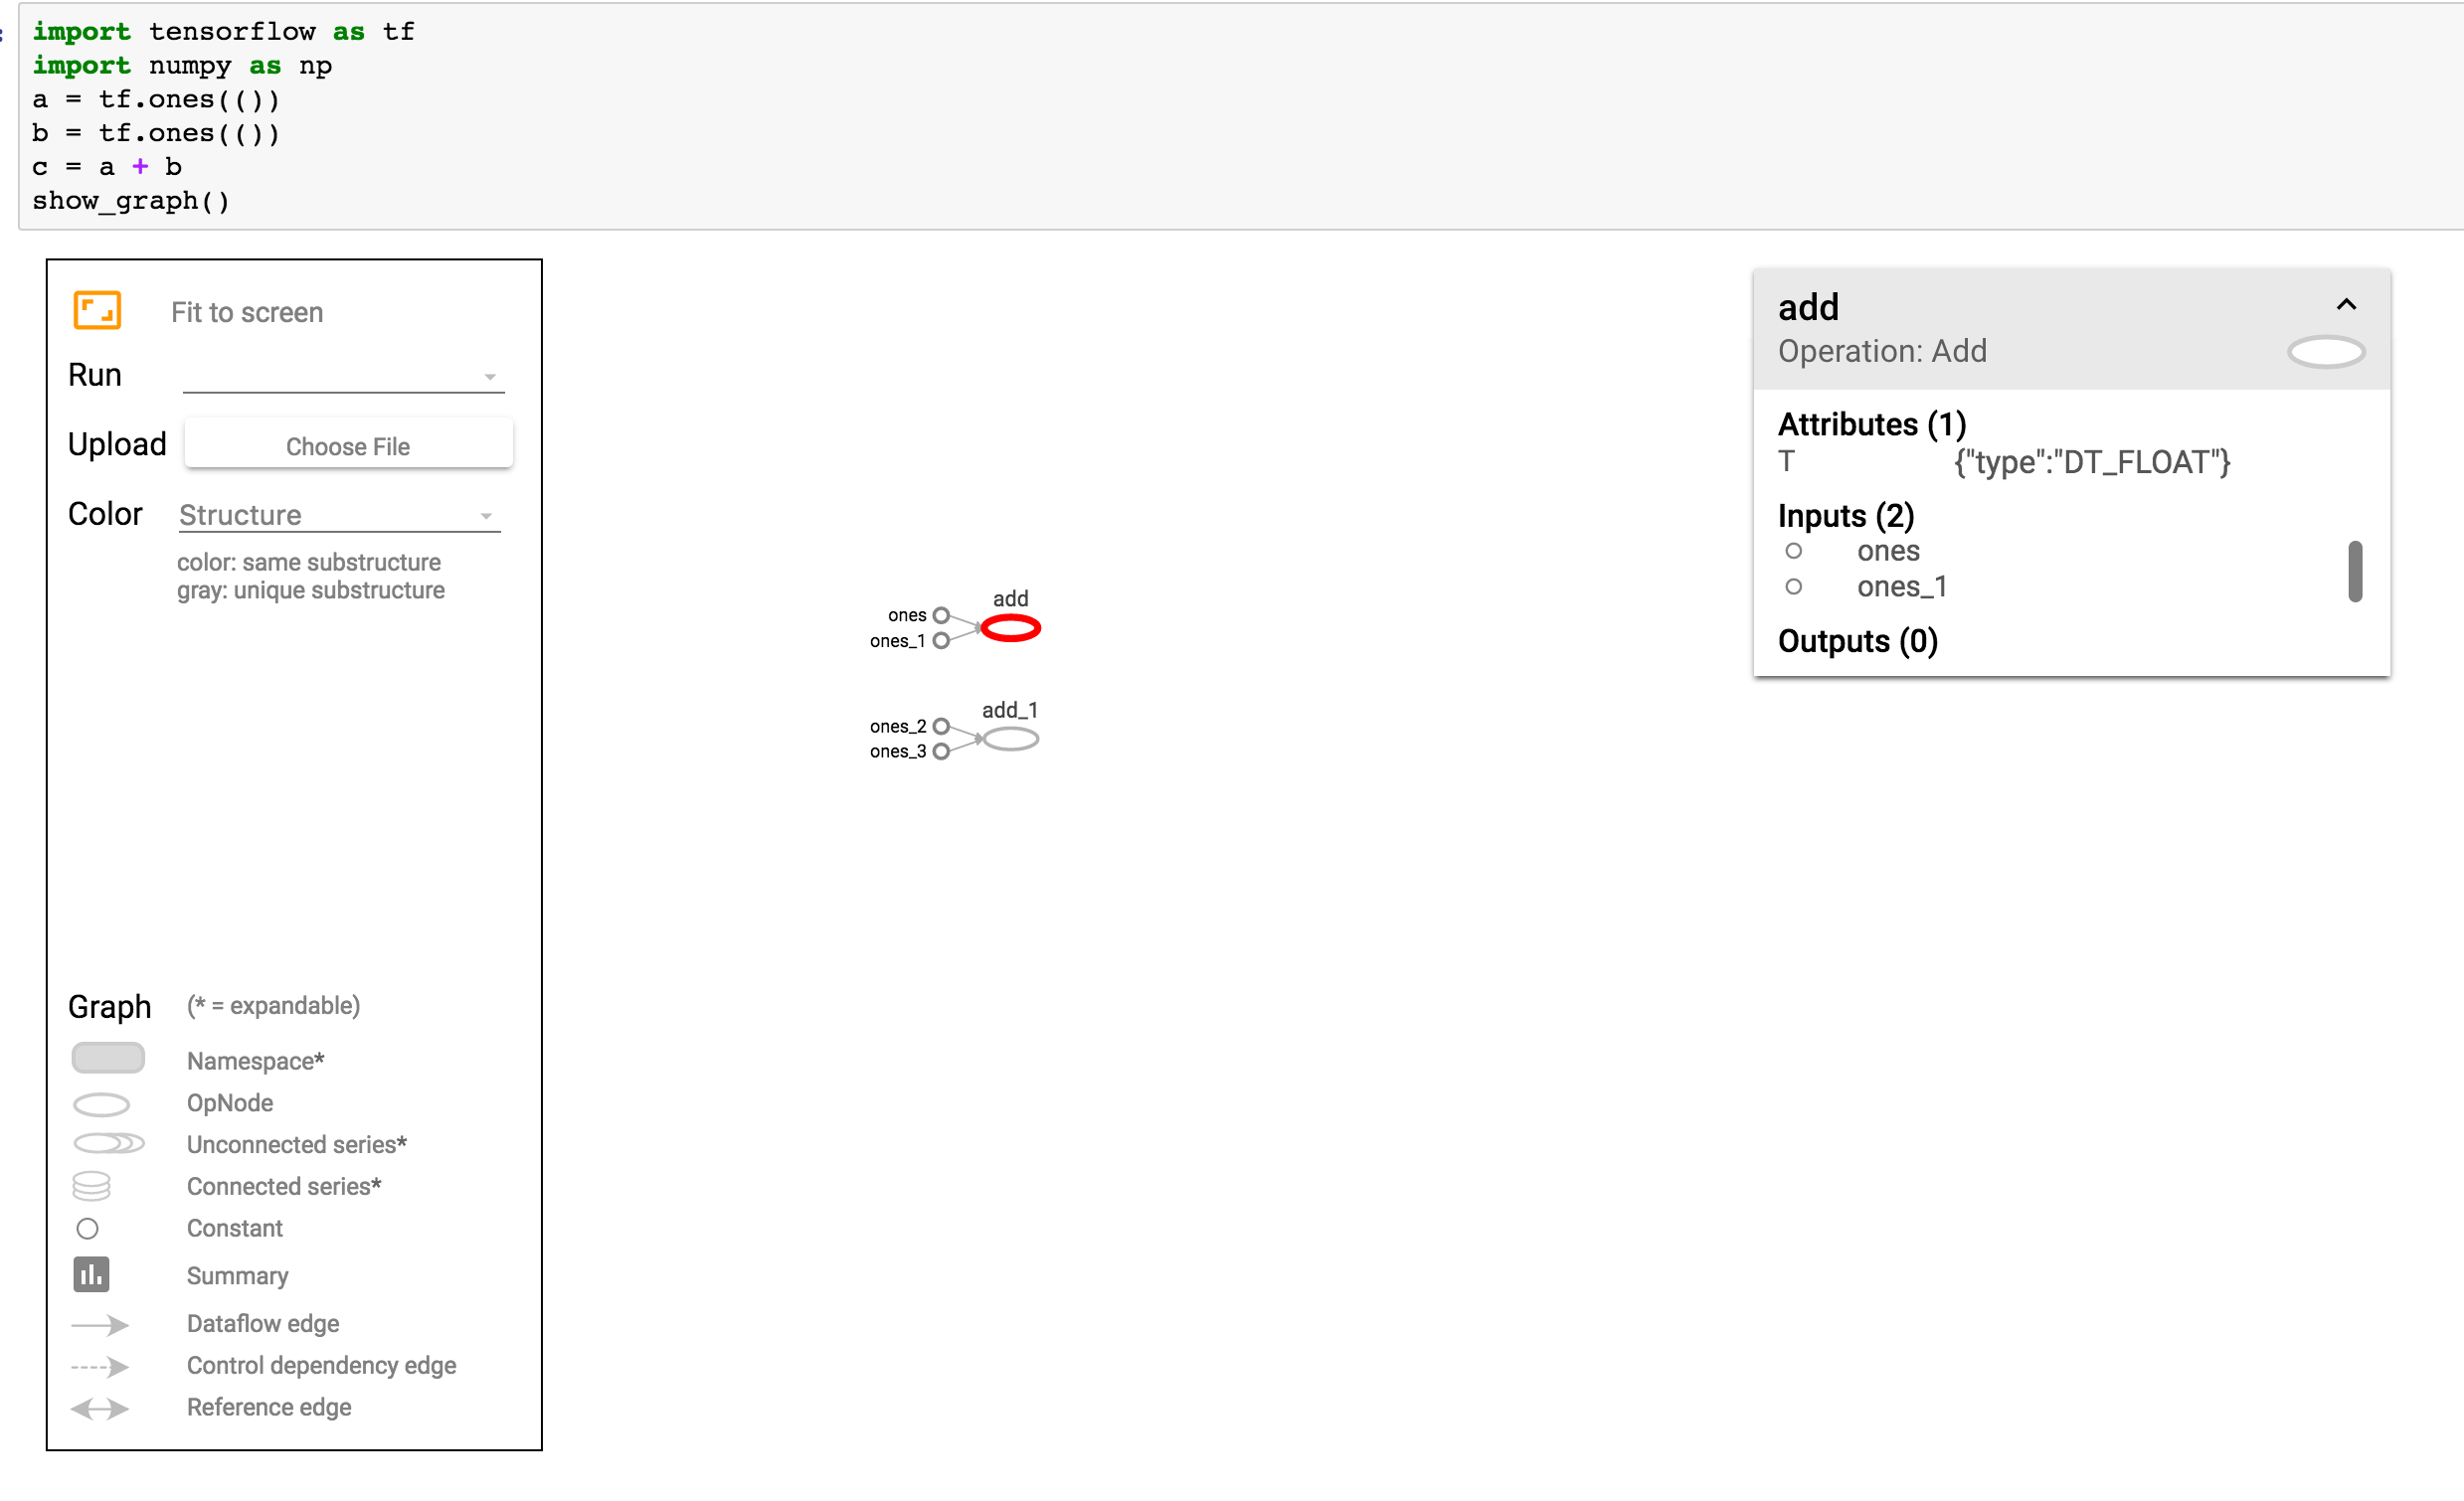 import tensorflow as tf
import numpy as np
a = tf.ones(())
b = tf.ones(())
c = a + b
show_graph()
Fit to screen
Run
Upload Choose File
Color Structure
color: same substructure
gray: unique substructure
Graph (* = expandable)
Namespace*
OpNode
Unconnected series*
Connected series*
Constant
Summary
Dataflow edge
Control dependency edge
Reference edge
add
ones
ones_1
add_1
ones_2
ones_3
add
Operation: Add
Attributes (1)
T {"type":"DT_FLOAT"}
Inputs (2)
ones
ones_1
Outputs (0)